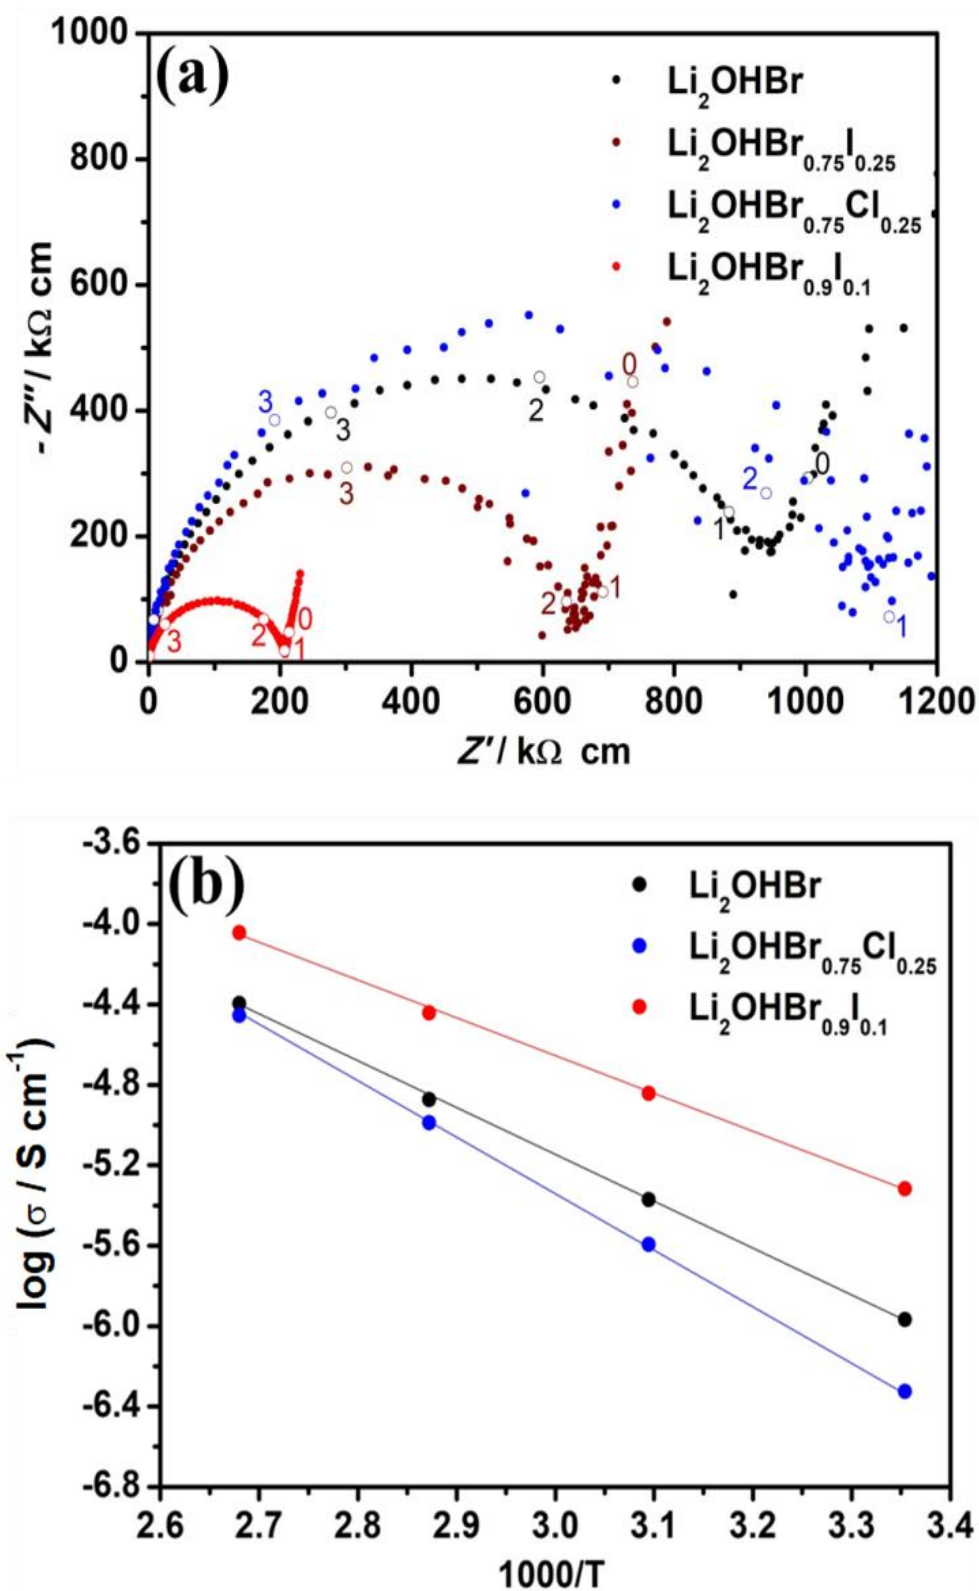 (a)
1000
800
600
400
200
0
- Z″ / kΩ cm
Li₂OHBr
Li₂OHBr₀.₇₅I₀.₂₅
Li₂OHBr₀.₇₅Cl₀.₂₅
Li₂OHBr₀.₉I₀.₁
3
3
3
2
0
2
1
0
2
1
1
3
2
0
1
0 200 400 600 800 1000 1200
Z′ / kΩ cm
(b)
-3.6
-4.0
-4.4
-4.8
-5.2
-5.6
-6.0
-6.4
-6.8
log (σ / S cm⁻¹)
Li₂OHBr
Li₂OHBr₀.₇₅Cl₀.₂₅
Li₂OHBr₀.₉I₀.₁
2.6 2.7 2.8 2.9 3.0 3.1 3.2 3.3 3.4
1000/T